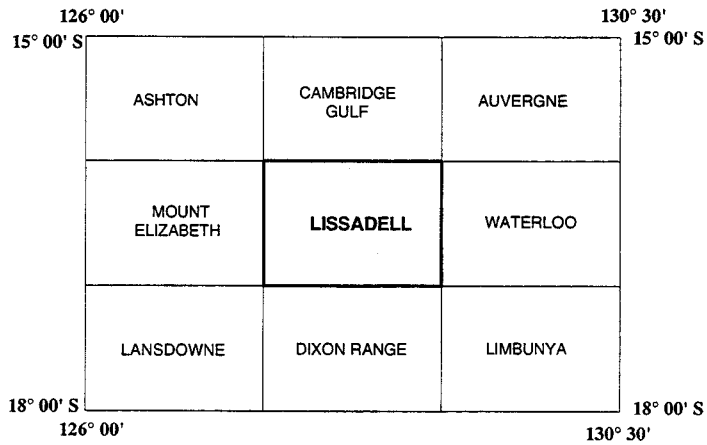 126° 00'
130° 30'
15° 00' S
15° 00' S
ASHTON
CAMBRIDGE
GULF
AUVERGNE
MOUNT
ELIZABETH
LISSADELL
WATERLOO
LANSDOWNE
DIXON RANGE
LIMBUNYA
18° 00' S
18° 00' S
126° 00'
130° 30'